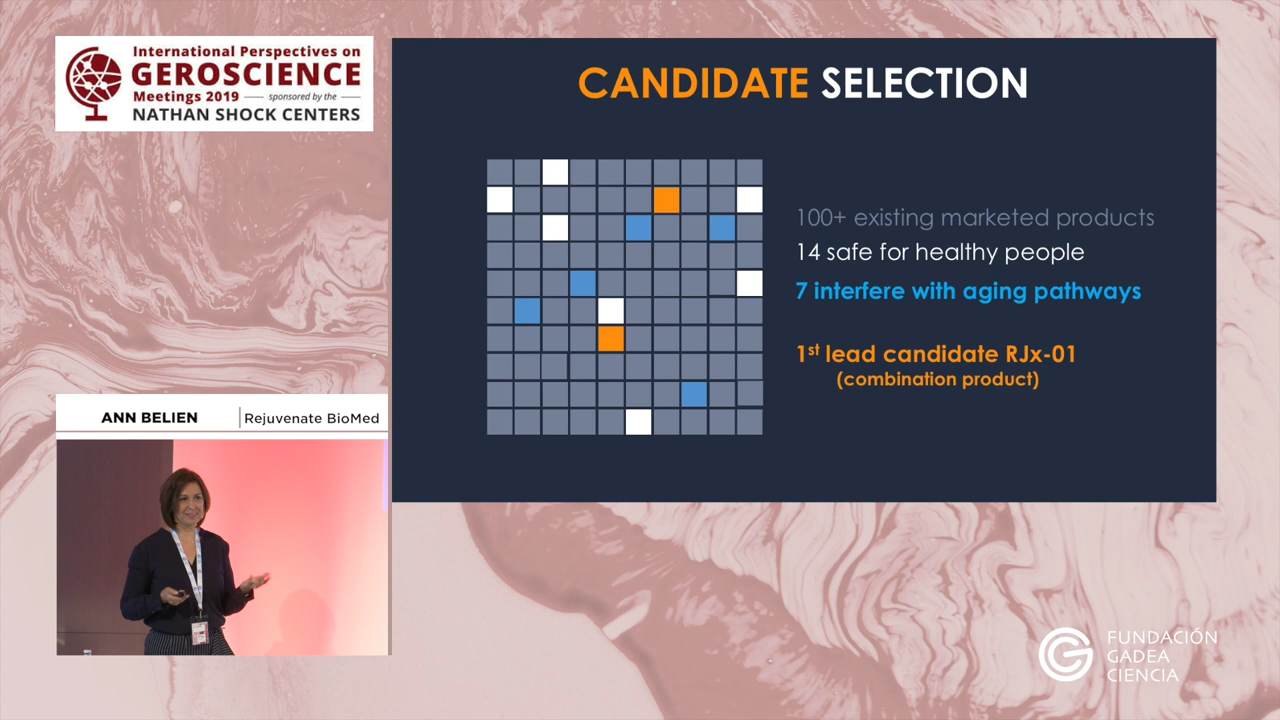 International Perspectives on
GEROSCIENCE
Meetings 2019 — sponsored by the —
NATHAN SHOCK CENTERS
CANDIDATE SELECTION
100+ existing marketed products
14 safe for healthy people
7 interfere with aging pathways
1st lead candidate RJx-01
(combination product)
ANN BELIEN | Rejuvenate BioMed
FUNDACIÓN
GADEA
CIENCIA